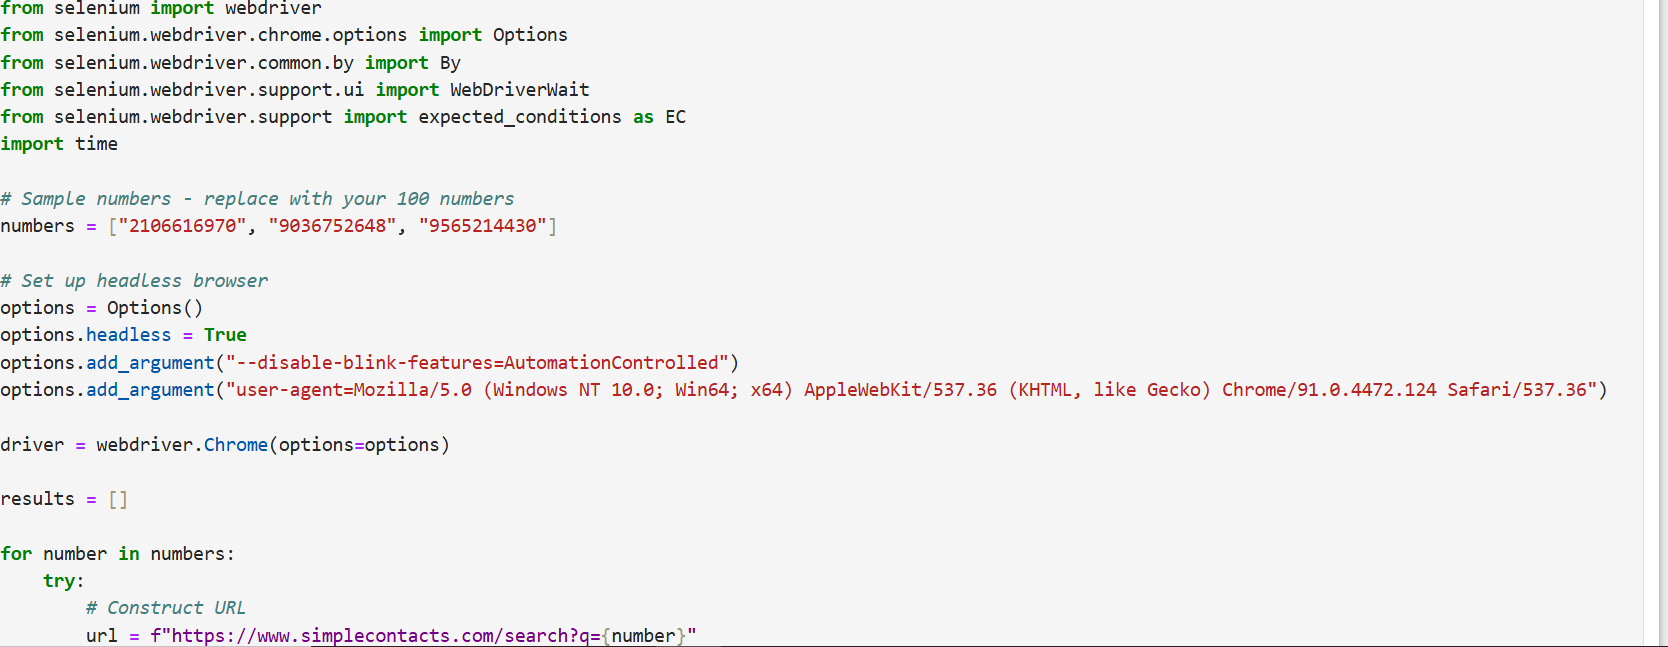 from selenium import webdriver
from selenium.webdriver.chrome.options import Options
from selenium.webdriver.common.by import By
from selenium.webdriver.support.ui import WebDriverWait
from selenium.webdriver.support import expected_conditions as EC
import time
# Sample numbers - replace with your 100 numbers
numbers = ["2106616970", "9036752648", "9565214430"]
# Set up headless browser
options = Options()
options.headless = True
options.add_argument("--disable-blink-features=AutomationControlled")
options.add_argument("user-agent=Mozilla/5.0 (Windows NT 10.0; Win64; x64) AppleWebKit/537.36 (KHTML, like Gecko) Chrome/91.0.4472.124 Safari/537.36")
driver = webdriver.Chrome(options=options)
results = []
for number in numbers:
    try:
        # Construct URL
        url = f"https://www.simplecontacts.com/search?q={number}"